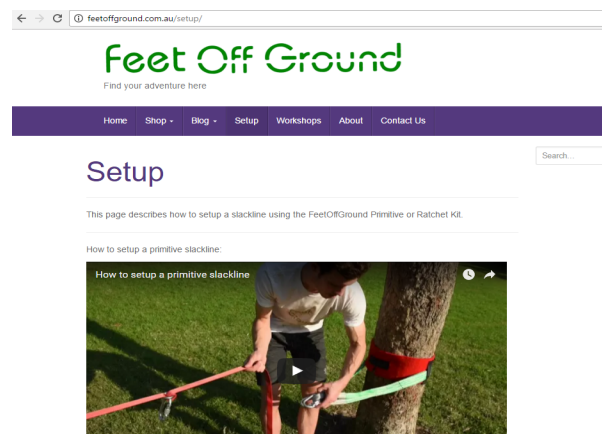 feetoffground.com.au/setup/
Feet Off Ground
Find your adventure here
Home Shop Blog Setup Workshops About Contact Us
Search...
Setup
This page describes how to setup a slackline using the FeetOffGround Primitive or Ratchet Kit.
How to setup a primitive slackline:
How to setup a primitive slackline